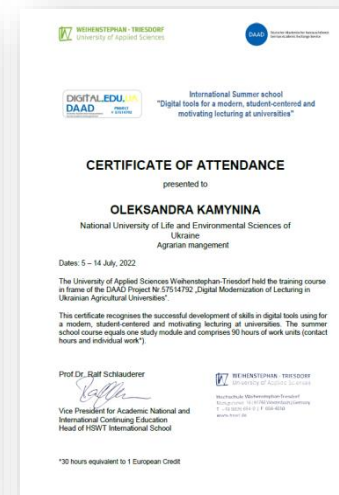 WEIHENSTEPHAN - TRIESDORF
University of Applied Sciences
DAAD
DIGITAL.EDU.
DAAD
International Summer school
"Digital tools for a modern, student-centered and
motivating lecturing at universities"
CERTIFICATE OF ATTENDANCE
presented to
OLEKSANDRA KAMYNINA
National University of Life and Environmental Sciences of
Ukraine
Agrarian mangement
Dates: 5 – 14 July, 2022
The University of Applied Sciences Weihenstephan-Triesdorf held the training course
in frame of the DAAD Project Nr.57514792 „Digital Modernization of Lecturing in
Ukrainian Agricultural Universities".
This certificate recognises the successful development of skills in digital tools using for
a modern, student-centered and motivating lecturing at universities. The summer
school course equals one study module and comprises 90 hours of work units (contact
hours and individual work*).
Prof.Dr. Ralf Schlauderer
WEIHENSTEPHAN - TRIESDORF
University of Applied Sciences
Hochschule Weihenstephan-Triesdorf
Vice President for Academic National and
International Continuing Education
Head of HSWT International School
*30 hours equivalent to 1 European Credit